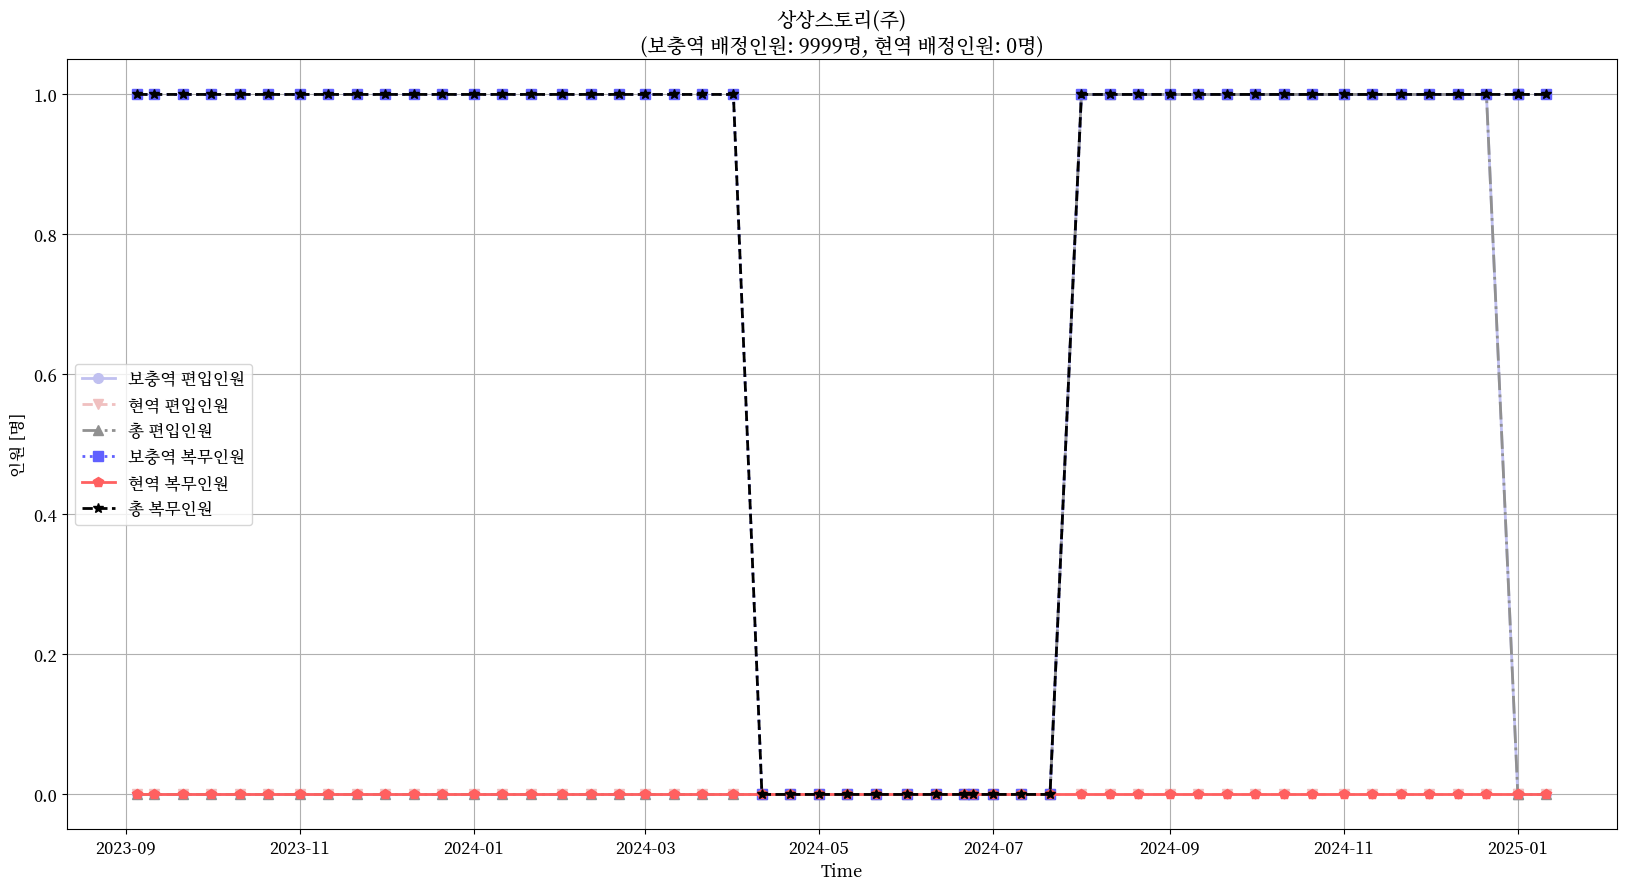 상상스토리(주)
(보충역 배정인원: 9999명, 현역 배정인원: 0명)
인원 [명]
1.0
0.8
0.6
0.4
0.2
0.0
보충역 편입인원
현역 편입인원
총 편입인원
보충역 복무인원
현역 복무인원
총 복무인원
2023-09
2023-11
2024-01
2024-03
2024-05
2024-07
2024-09
2024-11
2025-01
Time